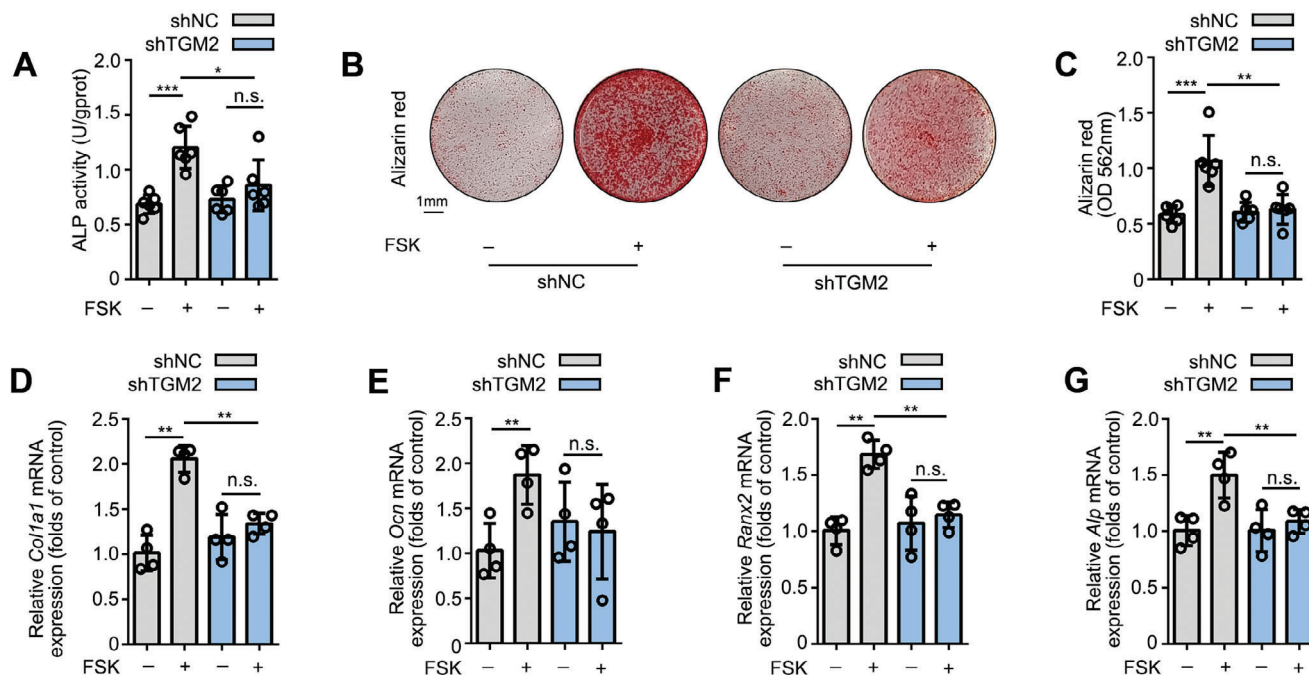 A
shNC
shTGM2
ALP activity (U/gprot)
2.0
1.5
1.0
0.5
0
***
*
n.s.
FSK
– + – +
B
Alizarin red
1mm
FSK
– + – +
shNC
shTGM2
C
shNC
shTGM2
Alizarin red
(OD 562nm)
2.0
1.5
1.0
0.5
0
***
**
n.s.
FSK
– + – +
D
shNC
shTGM2
Relative Col1a1 mRNA
expression (folds of control)
2.5
2.0
1.5
1.0
0.5
0
**
**
n.s.
FSK
– + – +
E
shNC
shTGM2
Relative Ocn mRNA
expression (folds of control)
2.5
2.0
1.5
1.0
0.5
0
**
n.s.
FSK
– + – +
F
shNC
shTGM2
Relative Ranx2 mRNA
expression (folds of control)
2.0
1.5
1.0
0.5
0
**
**
n.s.
FSK
– + – +
G
shNC
shTGM2
Relative Alp mRNA
expression (folds of control)
2.0
1.5
1.0
0.5
0
**
**
n.s.
FSK
– + – +